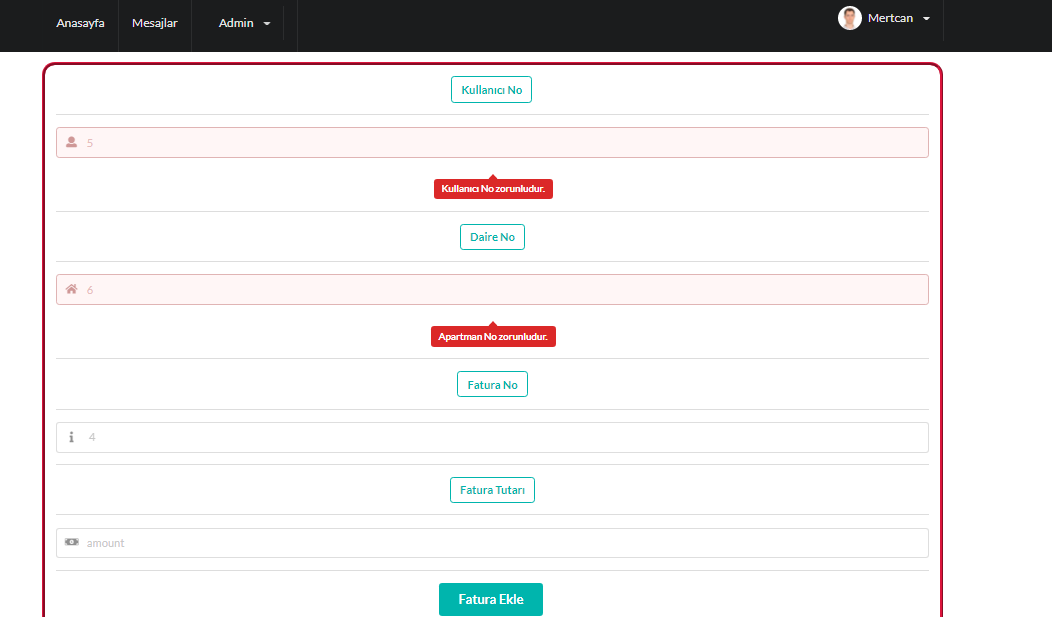 Anasayfa Mesajlar Admin Mertcan
Kullanıcı No
5
Kullanıcı No zorunludur.
Daire No
6
Apartman No zorunludur.
Fatura No
4
Fatura Tutarı
amount
Fatura Ekle